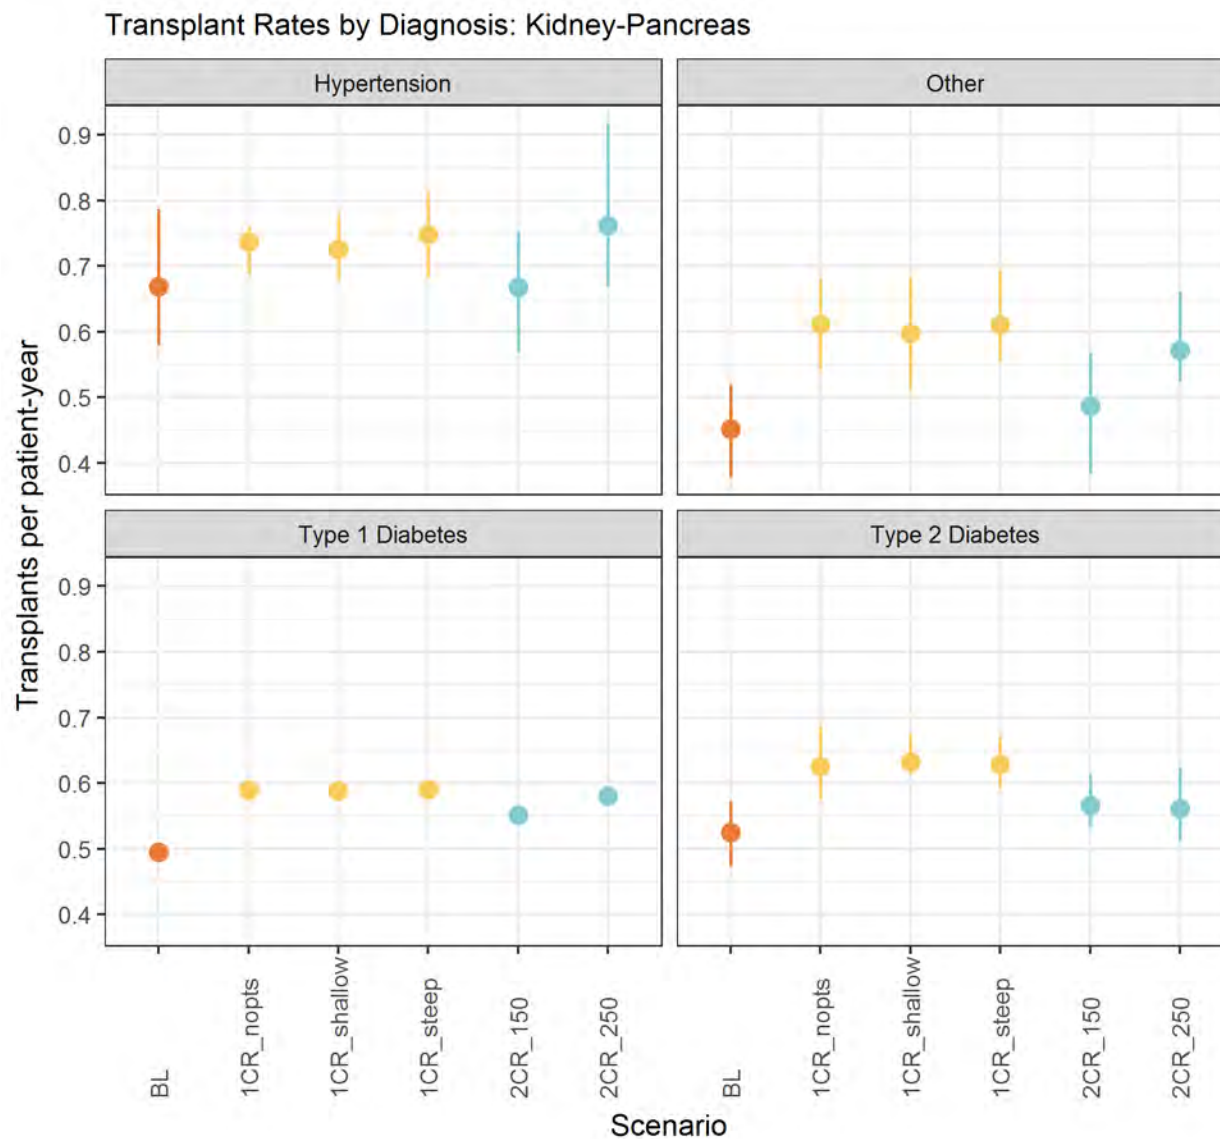 Transplant Rates by Diagnosis: Kidney-Pancreas
Hypertension
Other
0.9
0.8
0.7
0.6
0.5
0.4
Type 1 Diabetes
Type 2 Diabetes
0.9
0.8
0.7
0.6
0.5
0.4
Transplants per patient-year
BL
1CR_nopts
1CR_shallow
1CR_steep
2CR_150
2CR_250
BL
1CR_nopts
1CR_shallow
1CR_steep
2CR_150
2CR_250
Scenario